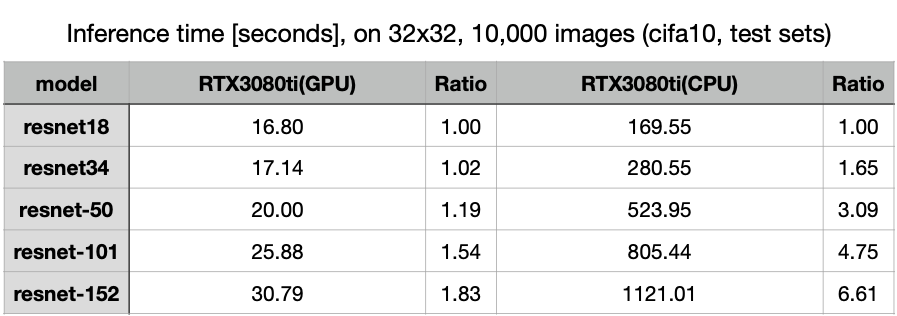 Inference time [seconds], on 32x32, 10,000 images (cifa10, test sets)
model RTX3080ti(GPU) Ratio RTX3080ti(CPU) Ratio
resnet18 16.80 1.00 169.55 1.00
resnet34 17.14 1.02 280.55 1.65
resnet-50 20.00 1.19 523.95 3.09
resnet-101 25.88 1.54 805.44 4.75
resnet-152 30.79 1.83 1121.01 6.61